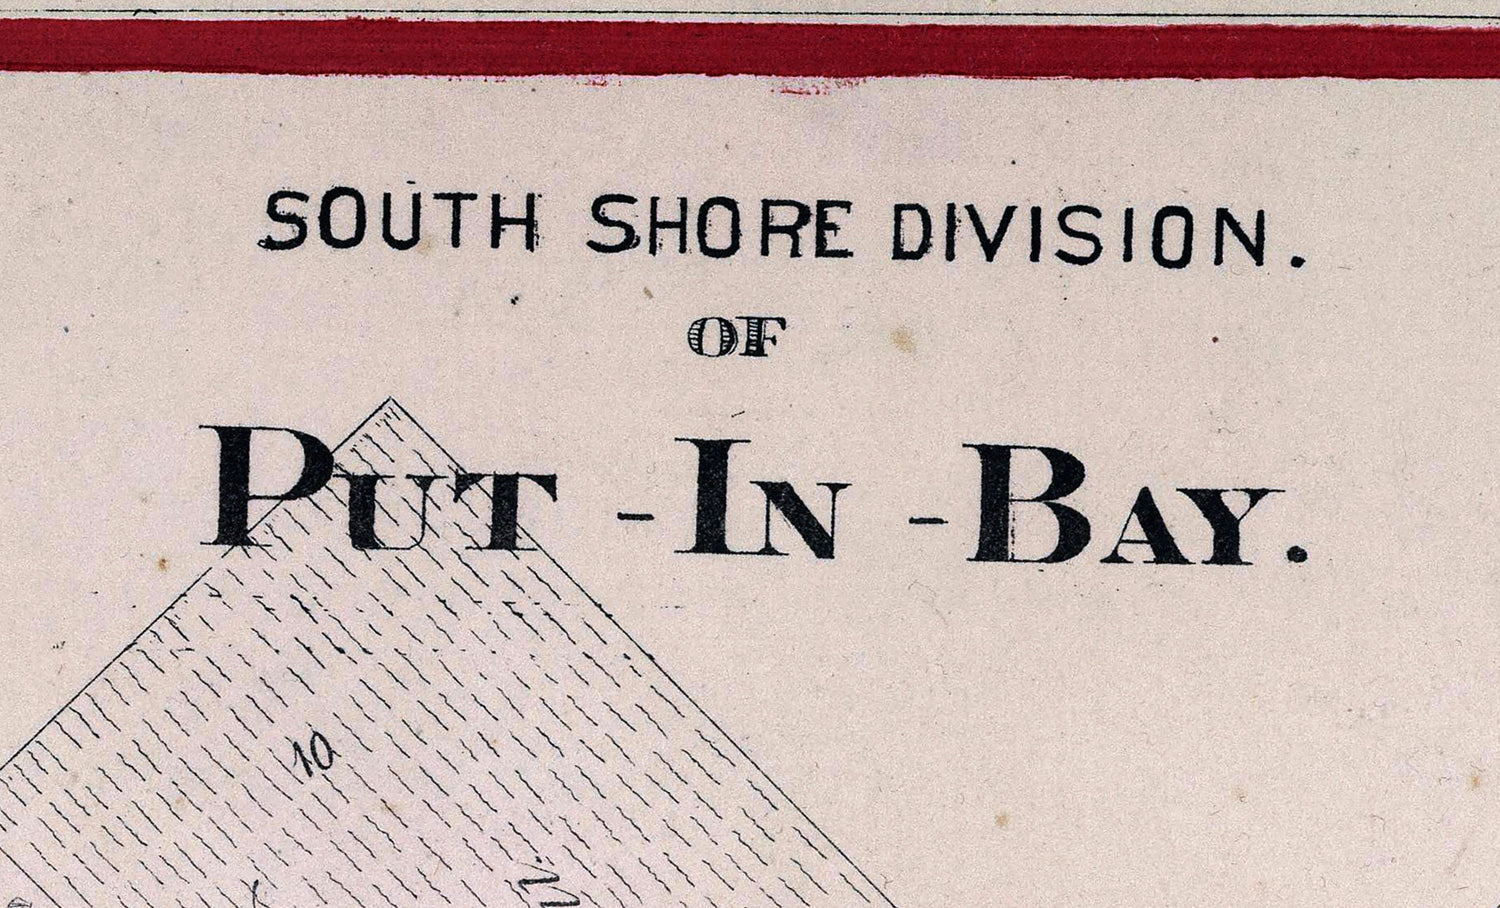 SOUTH SHORE DIVISION.
OF
PUT-IN-BAY.
10